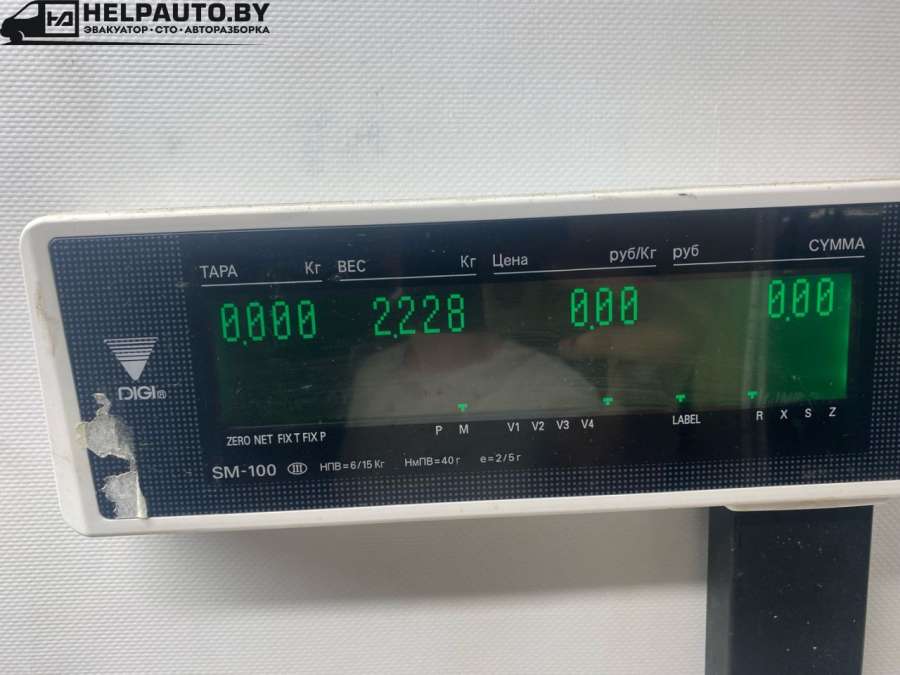 HELPAUTO.BY
ЭВАКУАТОР · СТО · АВТОРАЗБОРКА
ТАРА Кг ВЕС Кг Цена руб/Кг руб СУММА
0.000 2.228 0.00 0.00
DIGI®
ZERO NET FIX T FIX P P M V1 V2 V3 V4 LABEL R X S Z
SM-100 III НПВ=6/15 Кг НмПВ=40 г e=2/5 г